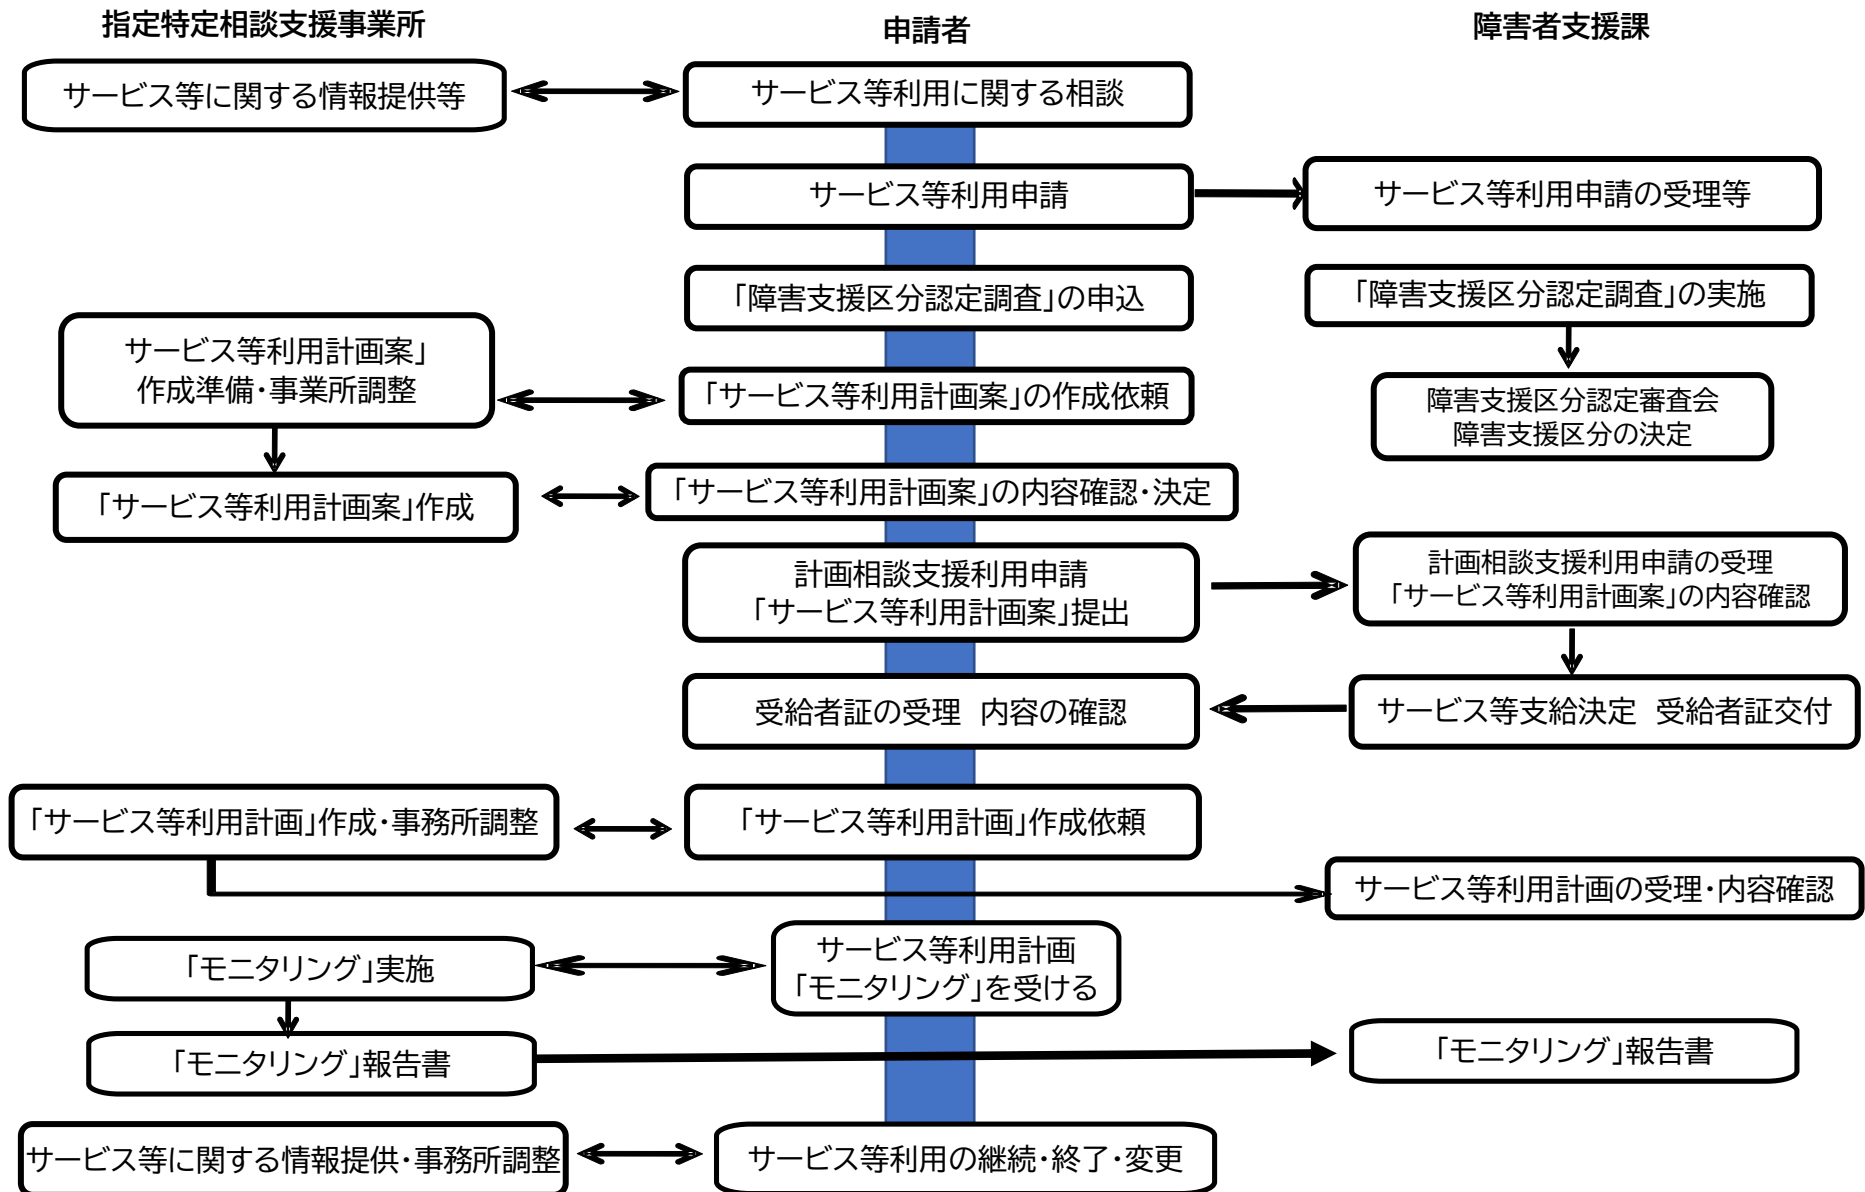 指定特定相談支援事業所
申請者
障害者支援課
サービス等に関する情報提供等
サービス等利用に関する相談
サービス等利用申請
サービス等利用申請の受理等
「障害支援区分認定調査」の申込
「障害支援区分認定調査」の実施
サービス等利用計画案」
作成準備・事業所調整
「サービス等利用計画案」の作成依頼
障害支援区分認定審査会
障害支援区分の決定
「サービス等利用計画案」作成
「サービス等利用計画案」の内容確認・決定
計画相談支援利用申請
「サービス等利用計画案」提出
計画相談支援利用申請の受理
「サービス等利用計画案」の内容確認
受給者証の受理　内容の確認
サービス等支給決定　受給者証交付
「サービス等利用計画」作成・事務所調整
「サービス等利用計画」作成依頼
サービス等利用計画の受理・内容確認
「モニタリング」実施
サービス等利用計画
「モニタリング」を受ける
「モニタリング」報告書
「モニタリング」報告書
サービス等に関する情報提供・事務所調整
サービス等利用の継続・終了・変更